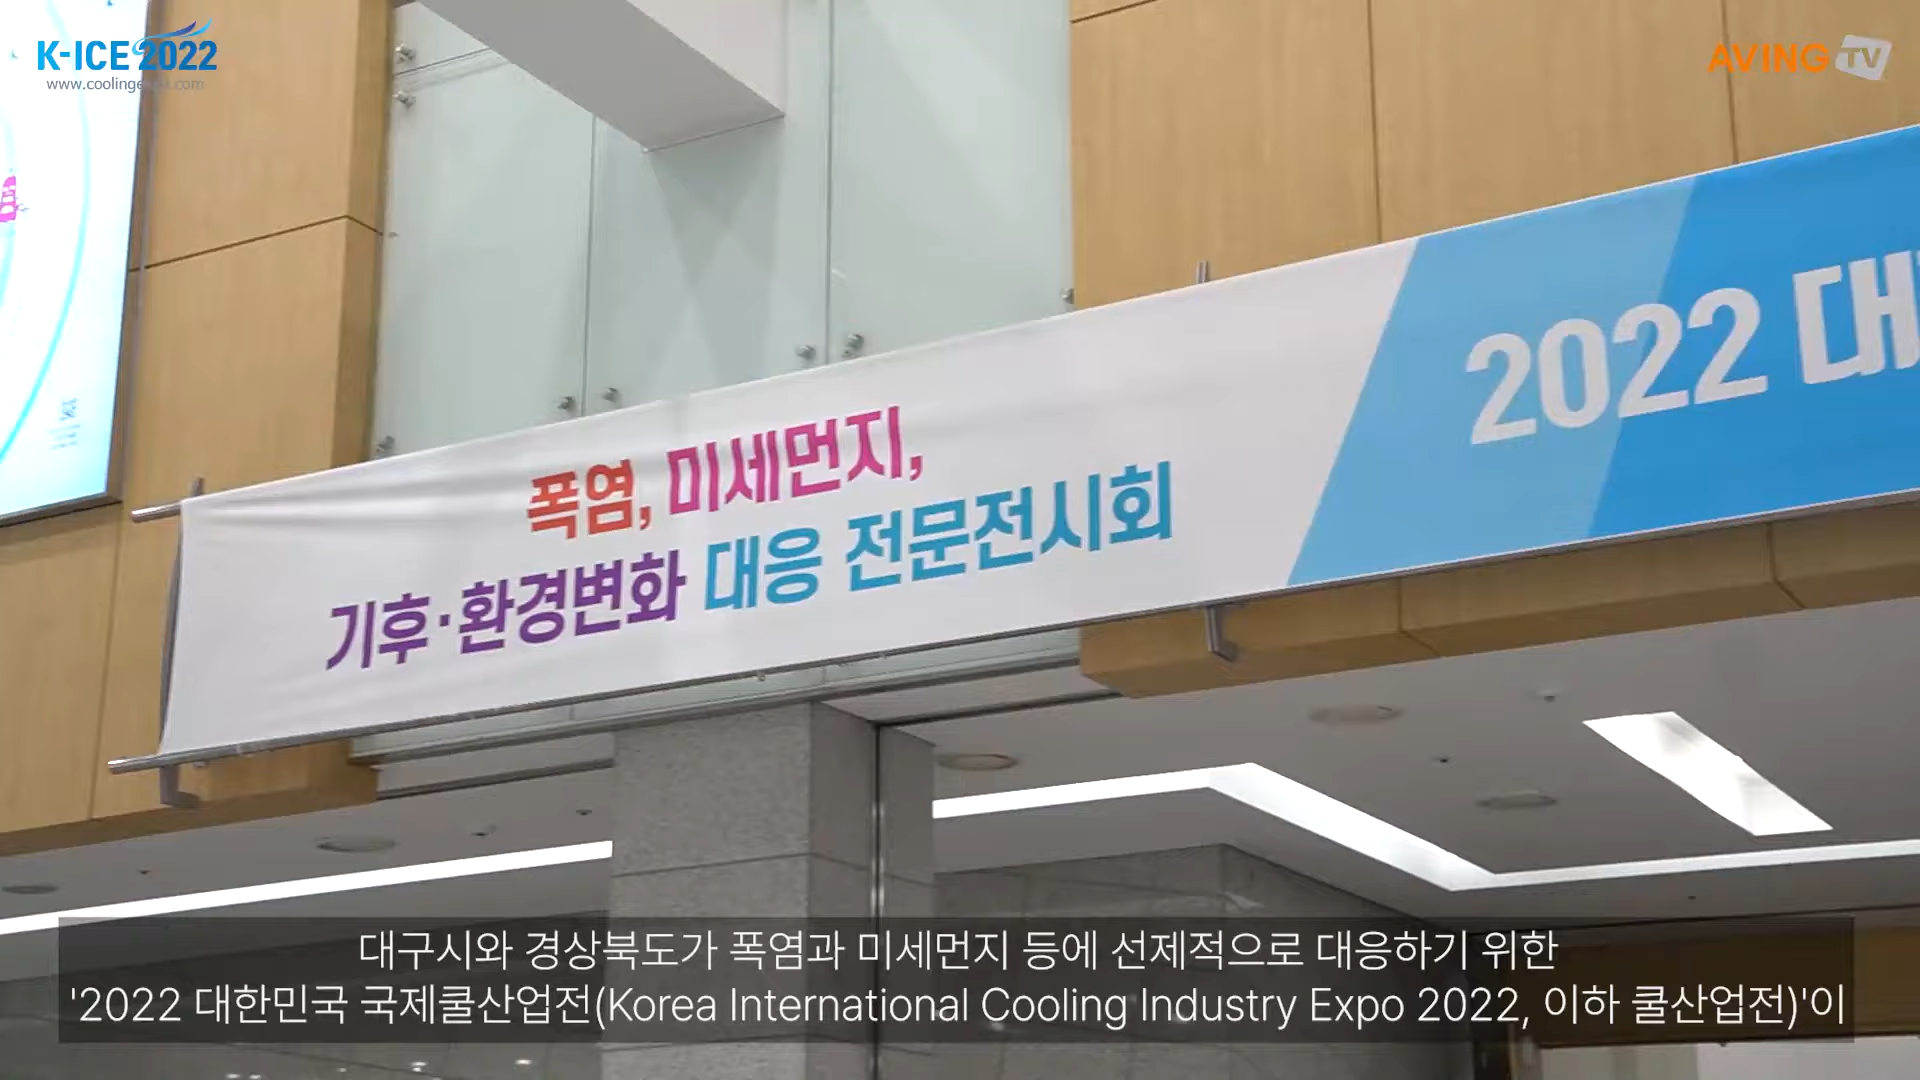 K-ICE 2022
www.coolingexpo.com
AVING TV
폭염, 미세먼지,
기후·환경변화 대응 전문전시회
2022 대
대구시와 경상북도가 폭염과 미세먼지 등에 선제적으로 대응하기 위한
'2022 대한민국 국제쿨산업전(Korea International Cooling Industry Expo 2022, 이하 쿨산업전)'이